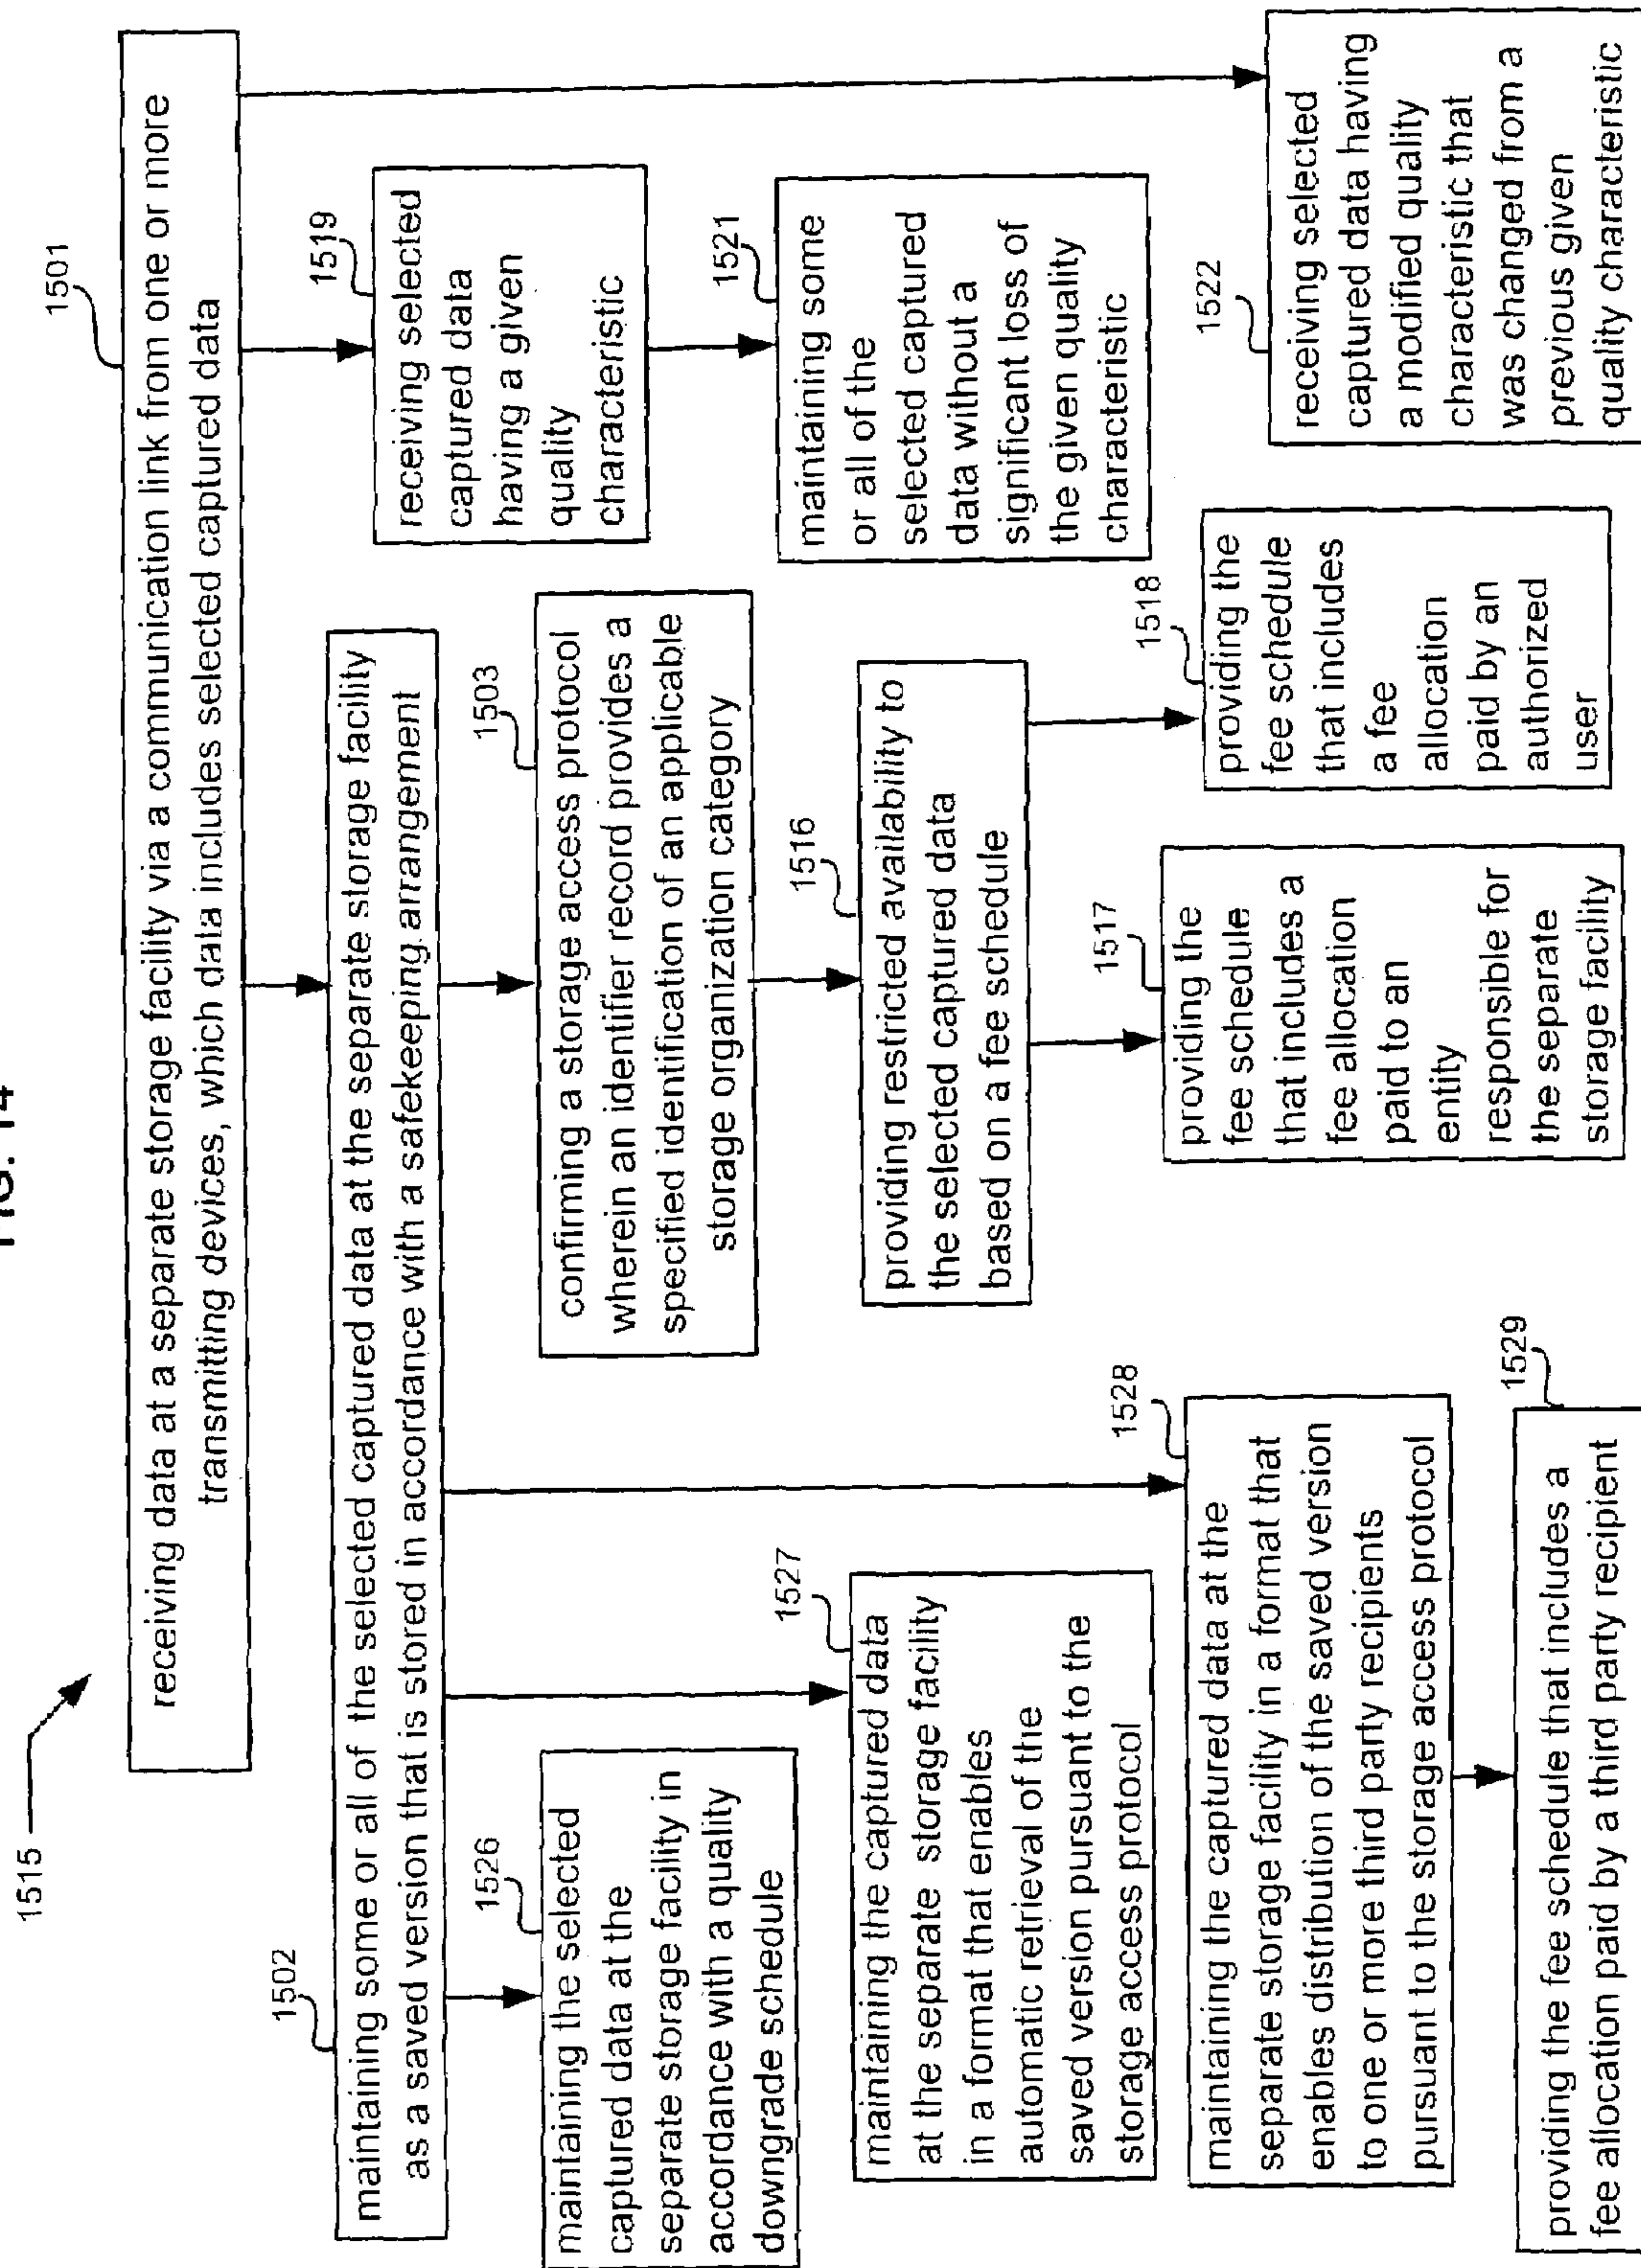 FIG. 14
1515
1501
receiving data at a separate storage facility via a communication link from one or more
transmitting devices, which data includes selected captured data
1502
maintaining some or all of the selected captured data at the separate storage facility
as a saved version that is stored in accordance with a safekeeping arrangement
1526
maintaining the selected
captured data at the
separate storage facility in
accordance with a quality
downgrade schedule
1527
maintaining the captured data
at the separate storage facility
in a format that enables
automatic retrieval of the
saved version pursuant to the
storage access protocol
1528
maintaining the captured data at the
separate storage facility in a format that
enables distribution of the saved version
to one or more third party recipients
pursuant to the storage access protocol
1529
providing the fee schedule that includes a
fee allocation paid by a third party recipient
1503
confirming a storage access protocol
wherein an identifier record provides a
specified identification of an applicable
storage organization category
1516
providing restricted availability to
the selected captured data
based on a fee schedule
1517
providing the
fee schedule
that includes a
fee allocation
paid to an
entity
responsible for
the separate
storage facility
1518
providing the
fee schedule
that includes
a fee
allocation
paid by an
authorized
user
1519
receiving selected
captured data
having a given
quality
characteristic
1521
maintaining some
or all of the
selected captured
data without a
significant loss of
the given quality
characteristic
1522
receiving selected
captured data having
a modified quality
characteristic that
was changed from a
previous given
quality characteristic